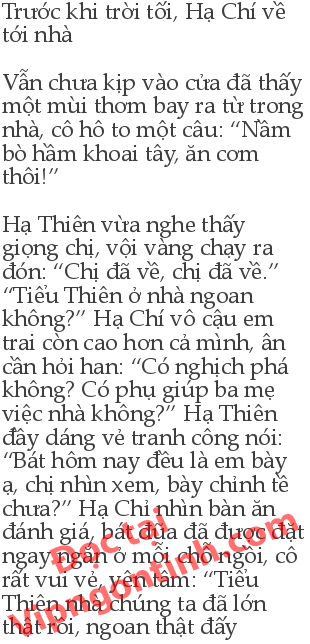 Trước khi trời tối, Hạ Chí về
tới nhà
Vẫn chưa kịp vào cửa đã thấy
một mùi thơm bay ra từ trong
nhà, cô hô to một câu: “Nầm
bò hầm khoai tây, ăn cơm
thôi!”
Hạ Thiên vừa nghe thấy
giọng chị, vội vàng chạy ra
đón: “Chị đã về, chị đã về.”
“Tiểu Thiên ở nhà ngoan
không?” Hạ Chí vô cậu em
trai còn cao hơn cả mình, ân
cần hỏi han: “Có nghịch phá
không? Có phụ giúp ba mẹ
việc nhà không?” Hạ Thiên
đầy dáng vẻ tranh công nói:
“Bát hôm nay đều là em bày
ạ, chị nhìn xem, bày chỉnh tề
chưa?” Hạ Chí nhìn bàn ăn
đánh giá, bát đũa đã được đặt
ngay ngắn ở mỗi chỗ ngồi, cô
rất vui vẻ, yên tâm: “Tiểu
Thiên nhà chúng ta đã lớn
thật rồi, ngoan thật đấy
Đọc tại
Vipngontinh.com